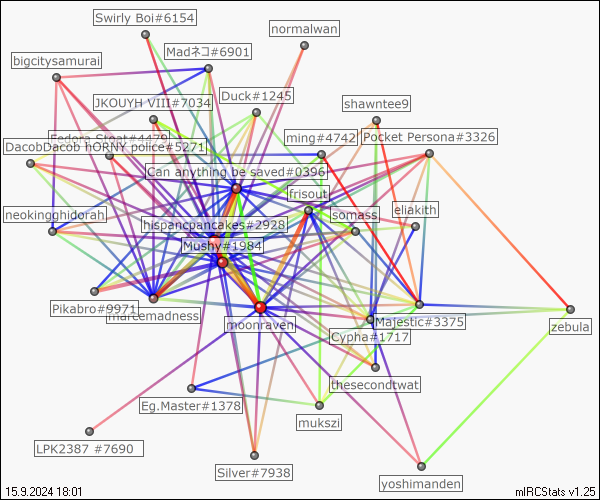 Swirly Boi#6154
normalwan
Madネコ#6901
bigcitysamurai
Duck#1245
JKOUYH VIII#7034
shawntee9
Fedora Stoat#4479
ming#4742
Pocket Persona#3326
DacobDacob hORNY police#5271
Can anything be saved#0396
frisout
somass
eliakith
neokingghidorah
hispanicpancakes#2928
Mushy#1984
Pikabro#9971
marcemadness
moonraven
Majestic#3375
zebula
Cypha#1717
thesecondtwat
Eg.Master#1378
mukszi
LPK2387 #7690
Silver#7938
yoshimanden
15.9.2024 18:01
mIRCStats v1.25